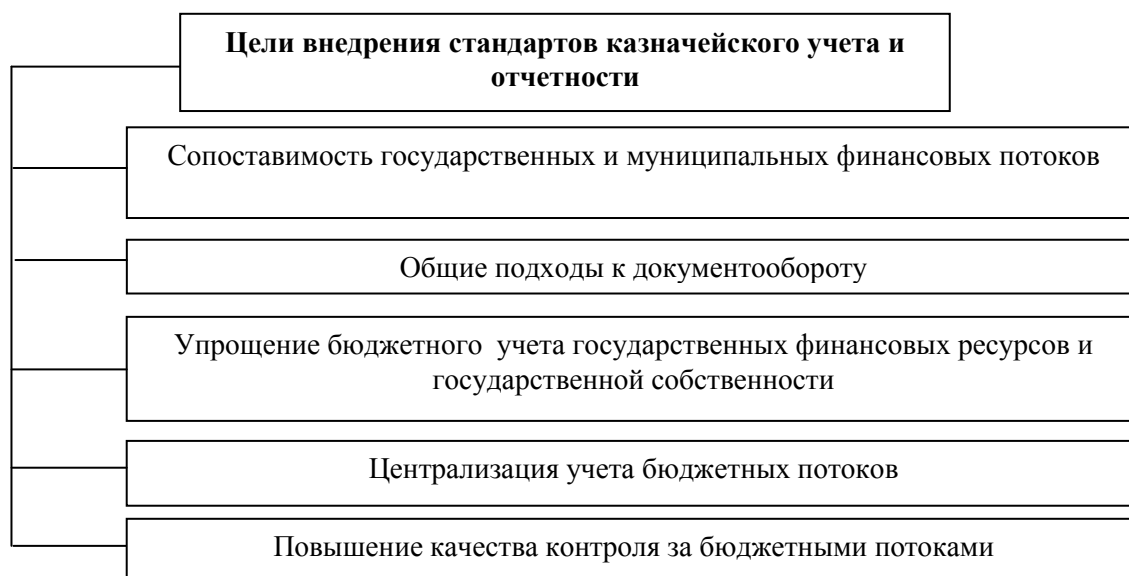 Цели внедрения стандартов казначейского учета и
отчетности
Сопоставимость государственных и муниципальных финансовых потоков
Общие подходы к документообороту
Упрощение бюджетного учета государственных финансовых ресурсов и
государственной собственности
Централизация учета бюджетных потоков
Повышение качества контроля за бюджетными потоками